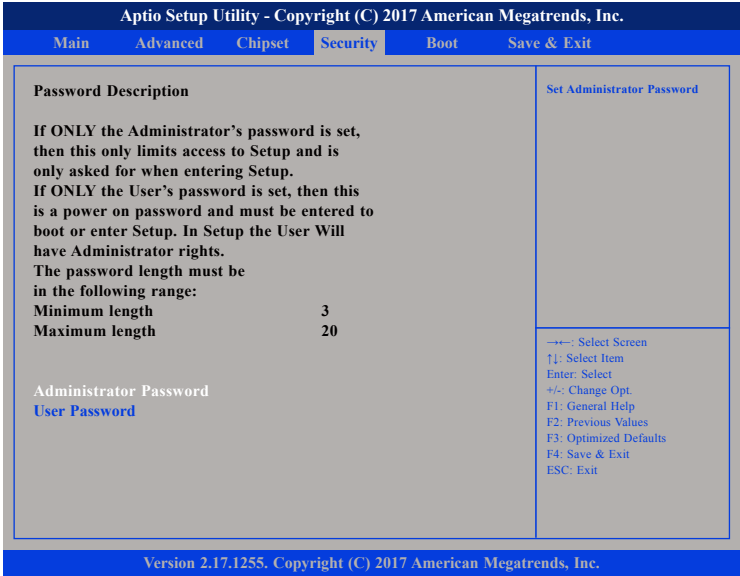 Aptio Setup Utility - Copyright (C) 2017 American Megatrends, Inc.
Main Advanced Chipset Security Boot Save & Exit
Password Description
If ONLY the Administrator's password is set,
then this only limits access to Setup and is
only asked for when entering Setup.
If ONLY the User's password is set, then this
is a power on password and must be entered to
boot or enter Setup. In Setup the User Will
have Administrator rights.
The password length must be
in the following range:
Minimum length 3
Maximum length 20
Administrator Password
User Password
Set Administrator Password
→←: Select Screen
↑↓: Select Item
Enter: Select
+/-: Change Opt.
F1: General Help
F2: Previous Values
F3: Optimized Defaults
F4: Save & Exit
ESC: Exit
Version 2.17.1255. Copyright (C) 2017 American Megatrends, Inc.